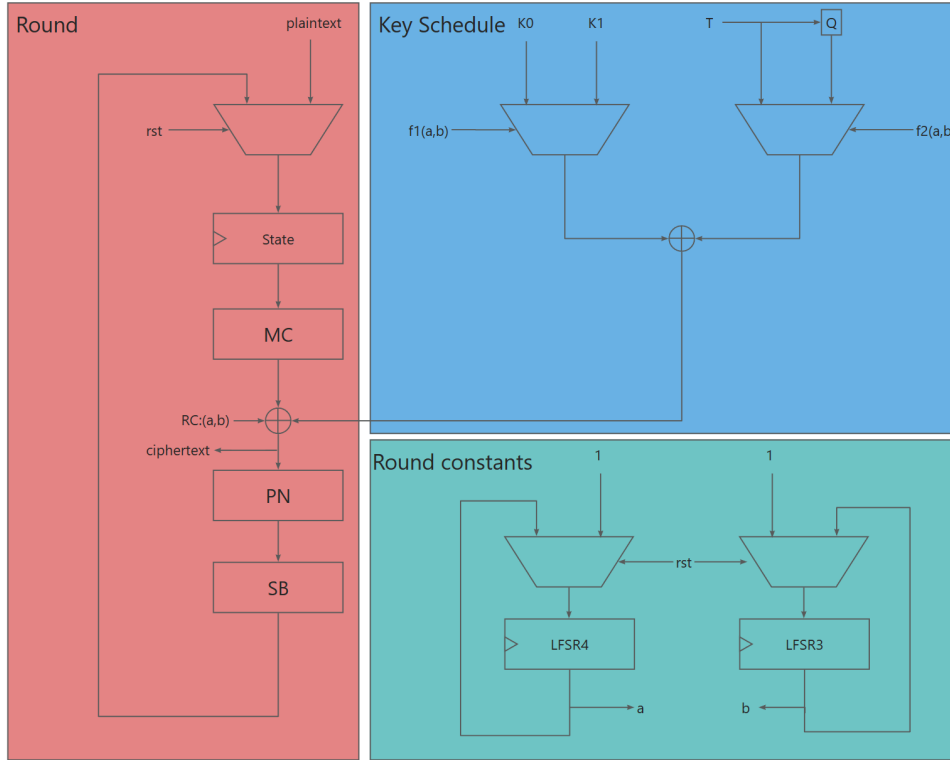 Round
plaintext
rst
State
MC
RC:(a,b)
ciphertext
PN
SB
Key Schedule
K0 K1 T Q
f1(a,b) f2(a,b
Round constants
1 1
rst
LFSR4 LFSR3
a b